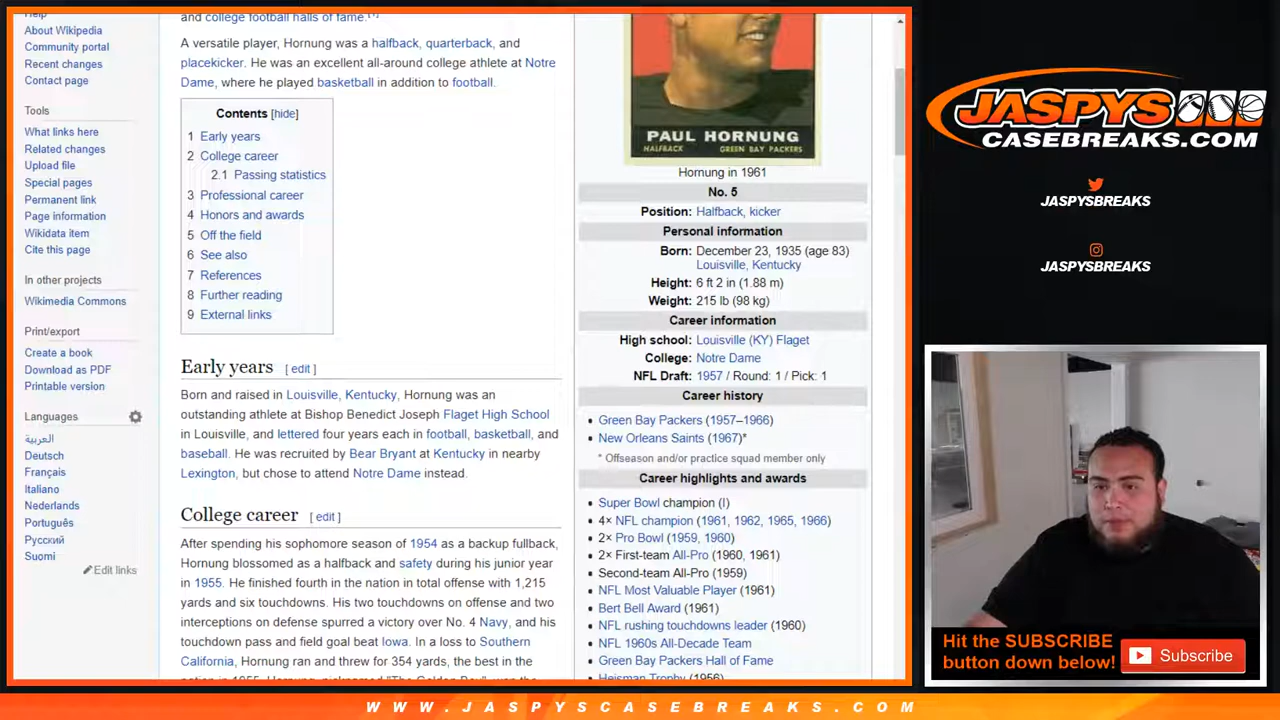 Help
About Wikipedia
Community portal
Recent changes
Contact page
Tools
What links here
Related changes
Upload file
Special pages
Permanent link
Page information
Wikidata item
Cite this page
In other projects
Wikimedia Commons
Print/export
Create a book
Download as PDF
Printable version
Languages
العربية
Deutsch
Français
Italiano
Nederlands
Português
Русский
Suomi
Edit links
and college football halls of fame.
A versatile player, Hornung was a halfback, quarterback, and
placekicker. He was an excellent all-around college athlete at Notre
Dame, where he played basketball in addition to football.
Contents [hide]
1 Early years
2 College career
2.1 Passing statistics
3 Professional career
4 Honors and awards
5 Off the field
6 See also
7 References
8 Further reading
9 External links
Early years [ edit ]
Born and raised in Louisville, Kentucky, Hornung was an
outstanding athlete at Bishop Benedict Joseph Flaget High School
in Louisville, and lettered four years each in football, basketball, and
baseball. He was recruited by Bear Bryant at Kentucky in nearby
Lexington, but chose to attend Notre Dame instead.
College career [ edit ]
After spending his sophomore season of 1954 as a backup fullback,
Hornung blossomed as a halfback and safety during his junior year
in 1955. He finished fourth in the nation in total offense with 1,215
yards and six touchdowns. His two touchdowns on offense and two
interceptions on defense spurred a victory over No. 4 Navy, and his
touchdown pass and field goal beat Iowa. In a loss to Southern
California, Hornung ran and threw for 354 yards, the best in the
nation in 1955. Hornung, nicknamed "The Golden Boy", won the
PAUL HORNUNG
HALFBACK GREEN BAY PACKERS
Hornung in 1961
No. 5
Position: Halfback, kicker
Personal information
Born: December 23, 1935 (age 83)
Louisville, Kentucky
Height: 6 ft 2 in (1.88 m)
Weight: 215 lb (98 kg)
Career information
High school: Louisville (KY) Flaget
College: Notre Dame
NFL Draft: 1957 / Round: 1 / Pick: 1
Career history
• Green Bay Packers (1957–1966)
• New Orleans Saints (1967)*
* Offseason and/or practice squad member only
Career highlights and awards
• Super Bowl champion (I)
• 4× NFL champion (1961, 1962, 1965, 1966)
• 2× Pro Bowl (1959, 1960)
• 2× First-team All-Pro (1960, 1961)
• Second-team All-Pro (1959)
• NFL Most Valuable Player (1961)
• Bert Bell Award (1961)
• NFL rushing touchdowns leader (1960)
• NFL 1960s All-Decade Team
• Green Bay Packers Hall of Fame
• Heisman Trophy (1956)
JASPYS
CASEBREAKS.COM
JASPYSBREAKS
JASPYSBREAKS
Hit the SUBSCRIBE
button down below!
Subscribe
WWW.JASPYSCASEBREAKS.COM